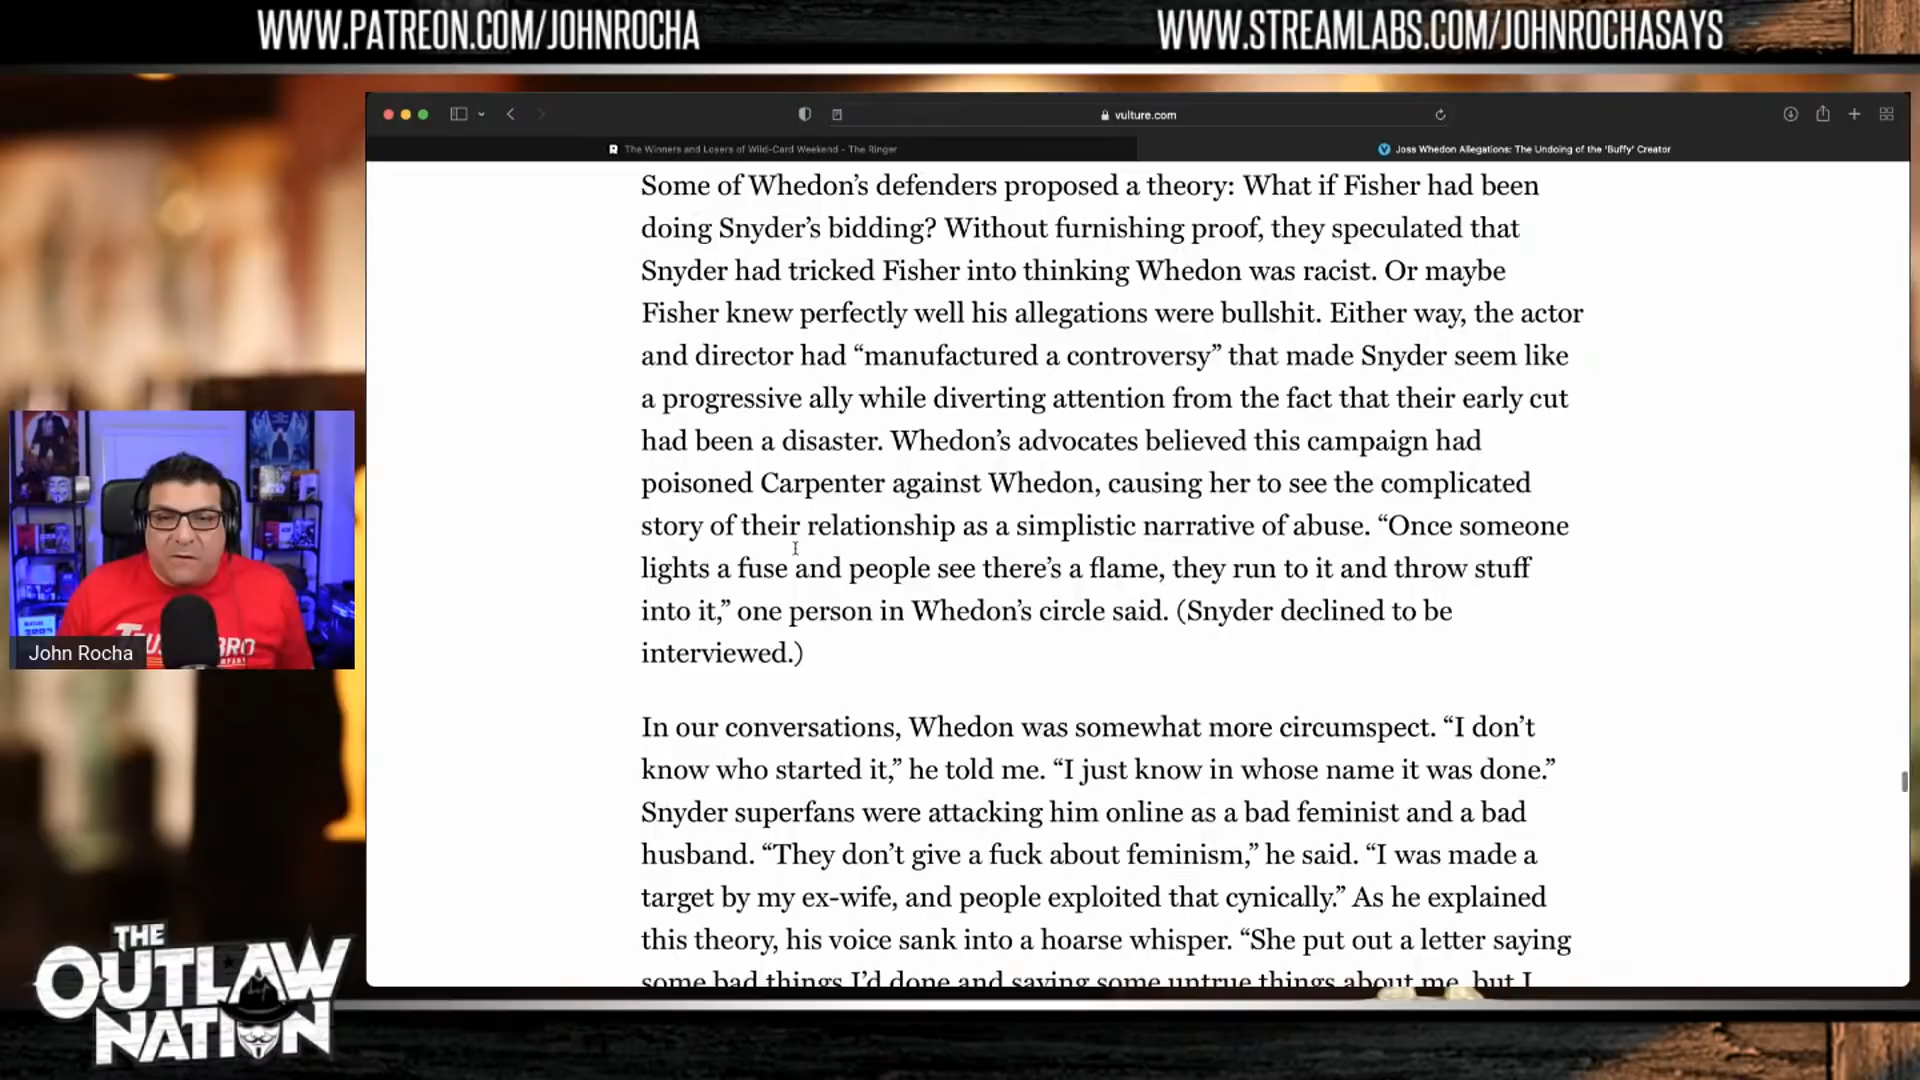 WWW.PATREON.COM/JOHNROCHA
WWW.STREAMLABS.COM/JOHNROCHASAYS
vulture.com
The Winners and Losers of Wild-Card Weekend - The Ringer
Joss Whedon Allegations: The Undoing of the ‘Buffy’ Creator
Some of Whedon’s defenders proposed a theory: What if Fisher had been
doing Snyder’s bidding? Without furnishing proof, they speculated that
Snyder had tricked Fisher into thinking Whedon was racist. Or maybe
Fisher knew perfectly well his allegations were bullshit. Either way, the actor
and director had “manufactured a controversy” that made Snyder seem like
a progressive ally while diverting attention from the fact that their early cut
had been a disaster. Whedon’s advocates believed this campaign had
poisoned Carpenter against Whedon, causing her to see the complicated
story of their relationship as a simplistic narrative of abuse. “Once someone
lights a fuse and people see there’s a flame, they run to it and throw stuff
into it,” one person in Whedon’s circle said. (Snyder declined to be
interviewed.)
In our conversations, Whedon was somewhat more circumspect. “I don’t
know who started it,” he told me. “I just know in whose name it was done.”
Snyder superfans were attacking him online as a bad feminist and a bad
husband. “They don’t give a fuck about feminism,” he said. “I was made a
target by my ex-wife, and people exploited that cynically.” As he explained
this theory, his voice sank into a hoarse whisper. “She put out a letter saying
some bad things I’d done and saying some untrue things about me, but I
John Rocha
THE
OUTLAW
NATION